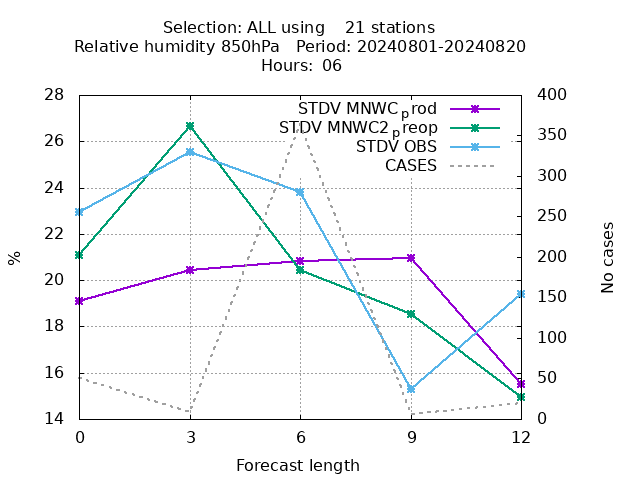 Selection: ALL using 21 stations
Relative humidity 850hPa Period: 20240801-20240820
Hours: 06
STDV MNWCprod
STDV MNWC2preop
STDV OBS
CASES
28
26
24
22
20
18
16
14
400
350
300
250
200
150
100
50
0
%
No cases
0 3 6 9 12
Forecast length